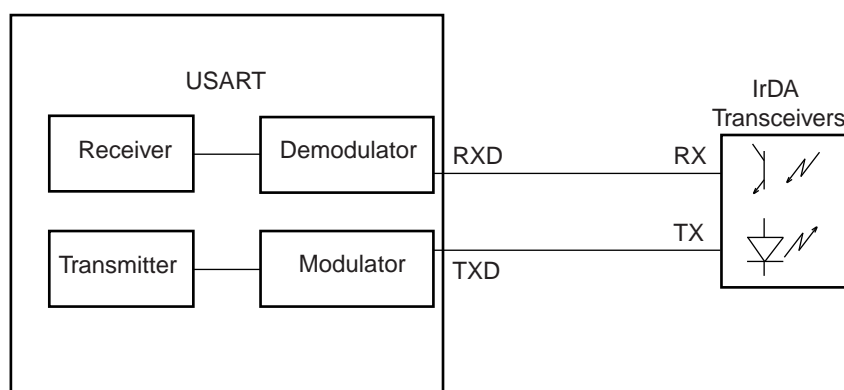 USART
IrDA
Transceivers
Receiver
Demodulator
RXD
RX
Transmitter
Modulator
TXD
TX